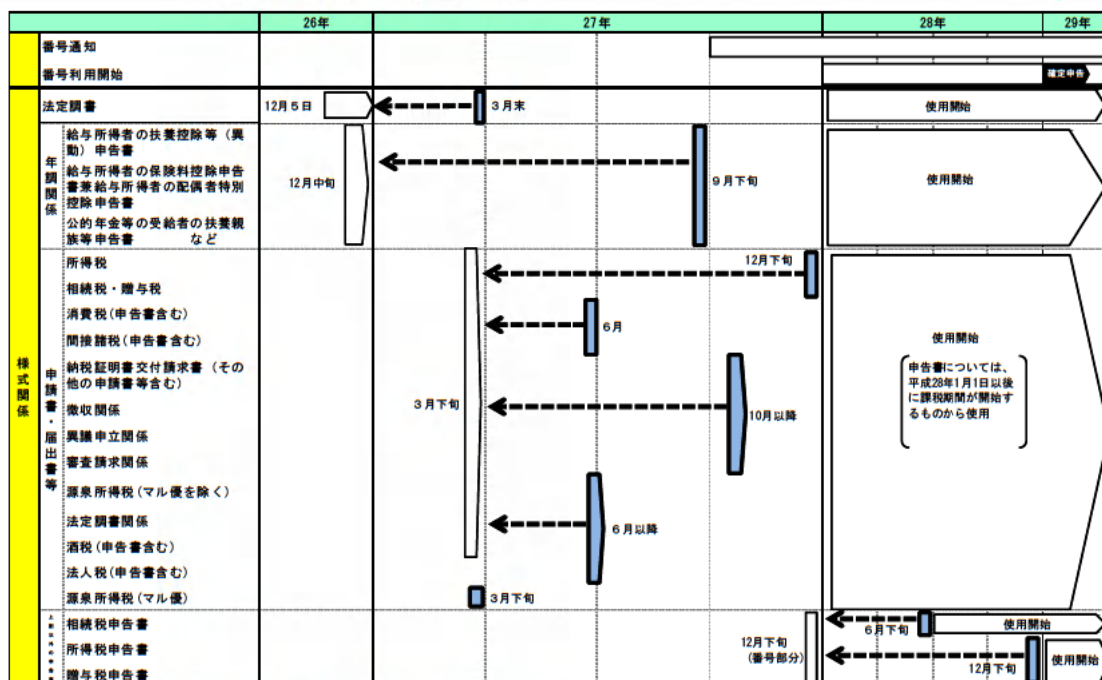 26年 27年 28年 29年
番号通知
番号利用開始
確定申告
様式関係
法定調書
12月5日
3月末
使用開始
年調関係
給与所得者の扶養控除等（異
動）申告書
給与所得者の保険料控除申告
書兼給与所得者の配偶者特別
控除申告書
公的年金等の受給者の扶養親
族等申告書 など
12月中旬
9月下旬
使用開始
申請書・届出書等
所得税
相続税・贈与税
消費税(申告書含む)
間接諸税(申告書含む)
納税証明書交付請求書（その
他の申請書等含む）
徴収関係
異議申立関係
審査請求関係
源泉所得税(マル優を除く)
法定調書関係
酒税(申告書含む)
法人税(申告書含む)
源泉所得税(マル優)
3月下旬
12月下旬
6月
10月以降
6月以降
3月下旬
使用開始
申告書については、
平成28年1月1日以後
に課税期間が開始す
るものから使用
相続税申告書
所得税申告書
贈与税申告書
12月下旬
(番号部分)
6月下旬
使用開始
12月下旬
使用開始